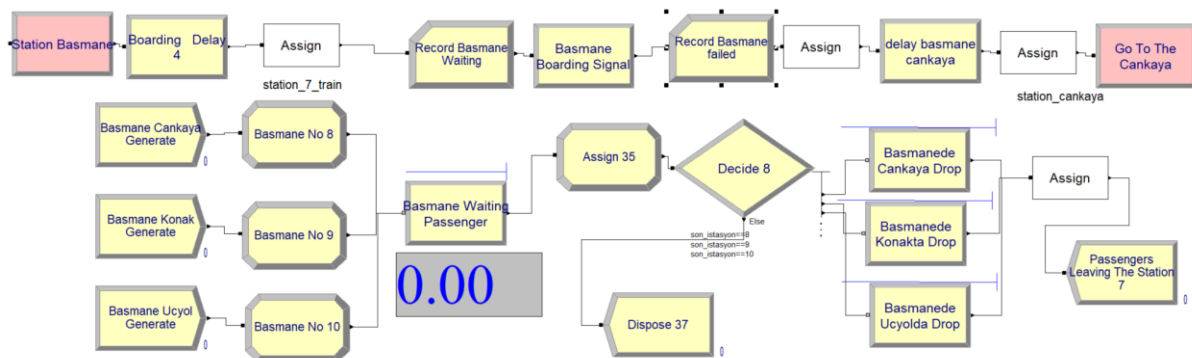 Station Basmane
Boarding Delay
4
Assign
station_7_train
Record Basmane
Waiting
Basmane
Boarding Signal
Record Basmane
failed
Assign
delay basmane
cankaya
Assign
station_cankaya
Go To The
Cankaya
Basmane Cankaya
Generate
0
Basmane No 8
Basmane Konak
Generate
0
Basmane No 9
Basmane Ucyol
Generate
0
Basmane No 10
Basmane Waiting
Passenger
0.00
Assign 35
Decide 8
Else
son_istasyon==8
son_istasyon==9
son_istasyon==10
Dispose 37
0
Basmanede
Cankaya Drop
Basmanede
Konakta Drop
Basmanede
Ucyolda Drop
Assign
Passengers
Leaving The Station
7
0